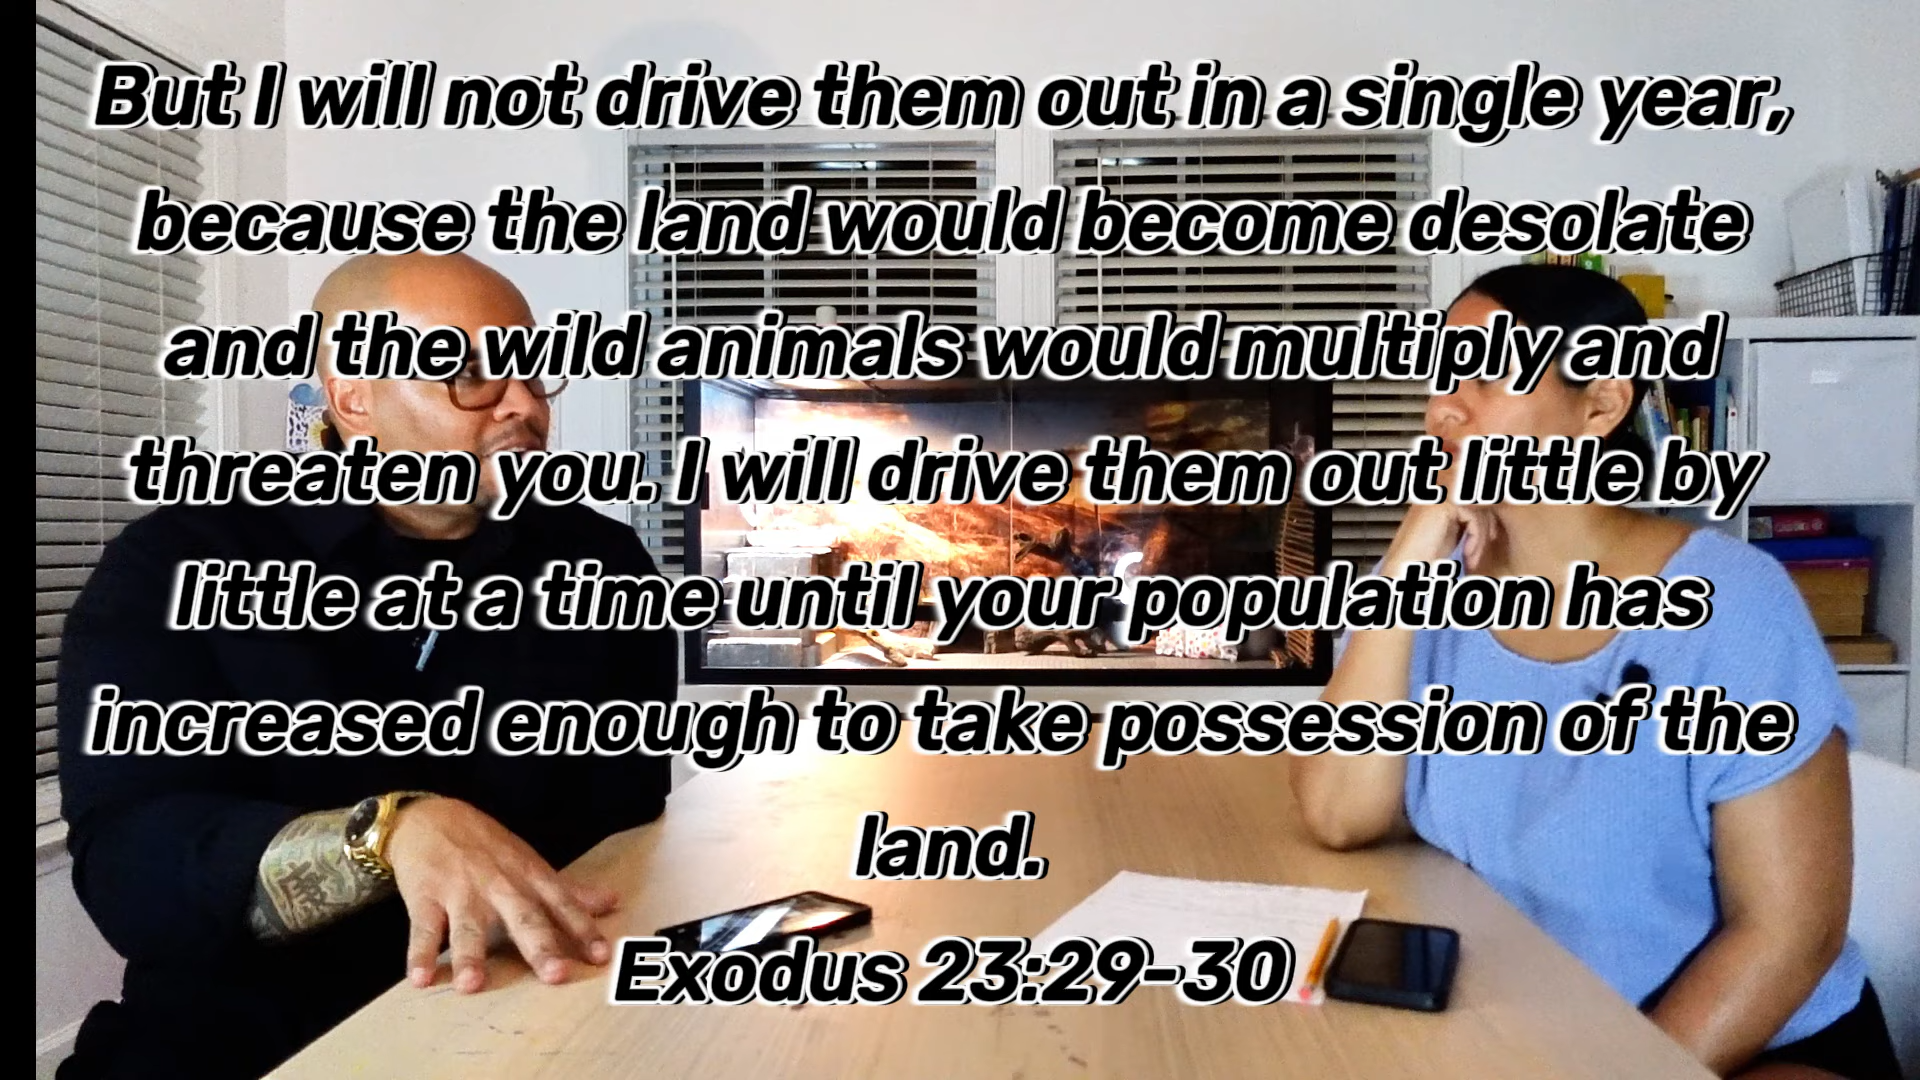 But I will not drive them out in a single year,
because the land would become desolate
and the wild animals would multiply and
threaten you. I will drive them out little by
little at a time until your population has
increased enough to take possession of the
land.
Exodus 23:29-30